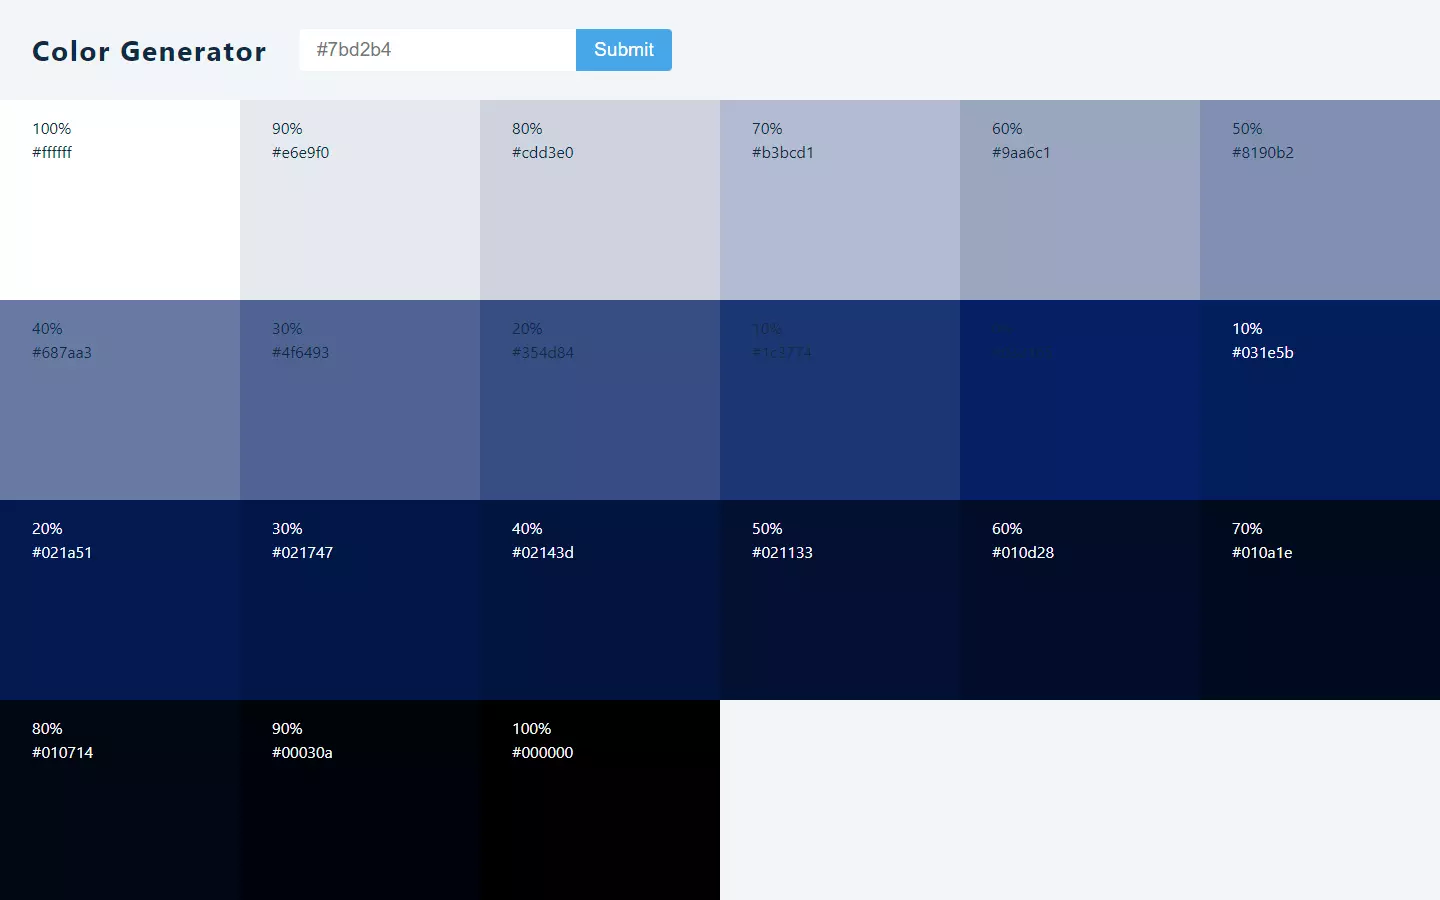 Color Generator
#7bd2b4
Submit
100%
#ffffff
90%
#e6e9f0
80%
#cdd3e0
70%
#b3bcd1
60%
#9aa6c1
50%
#8190b2
40%
#687aa3
30%
#4f6493
20%
#354d84
10%
#1c3774
10%
#031e5b
20%
#021a51
30%
#021747
40%
#02143d
50%
#021133
60%
#010d28
70%
#010a1e
80%
#010714
90%
#00030a
100%
#000000